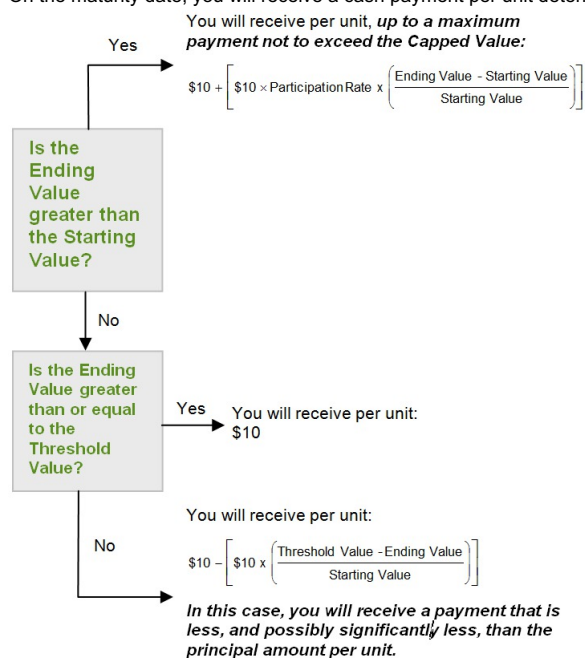 You will receive per unit, up to a maximum
payment not to exceed the Capped Value:
Yes
$10 + [ $10 × Participation Rate x ( Ending Value - Starting Value / Starting Value ) ]
Is the
Ending
Value
greater than
the Starting
Value?
No
Is the Ending
Value greater
than or equal
to the
Threshold
Value?
Yes
You will receive per unit:
$10
No
You will receive per unit:
$10 – [ $10 x ( Threshold Value - Ending Value / Starting Value ) ]
In this case, you will receive a payment that is
less, and possibly significantly less, than the
principal amount per unit.